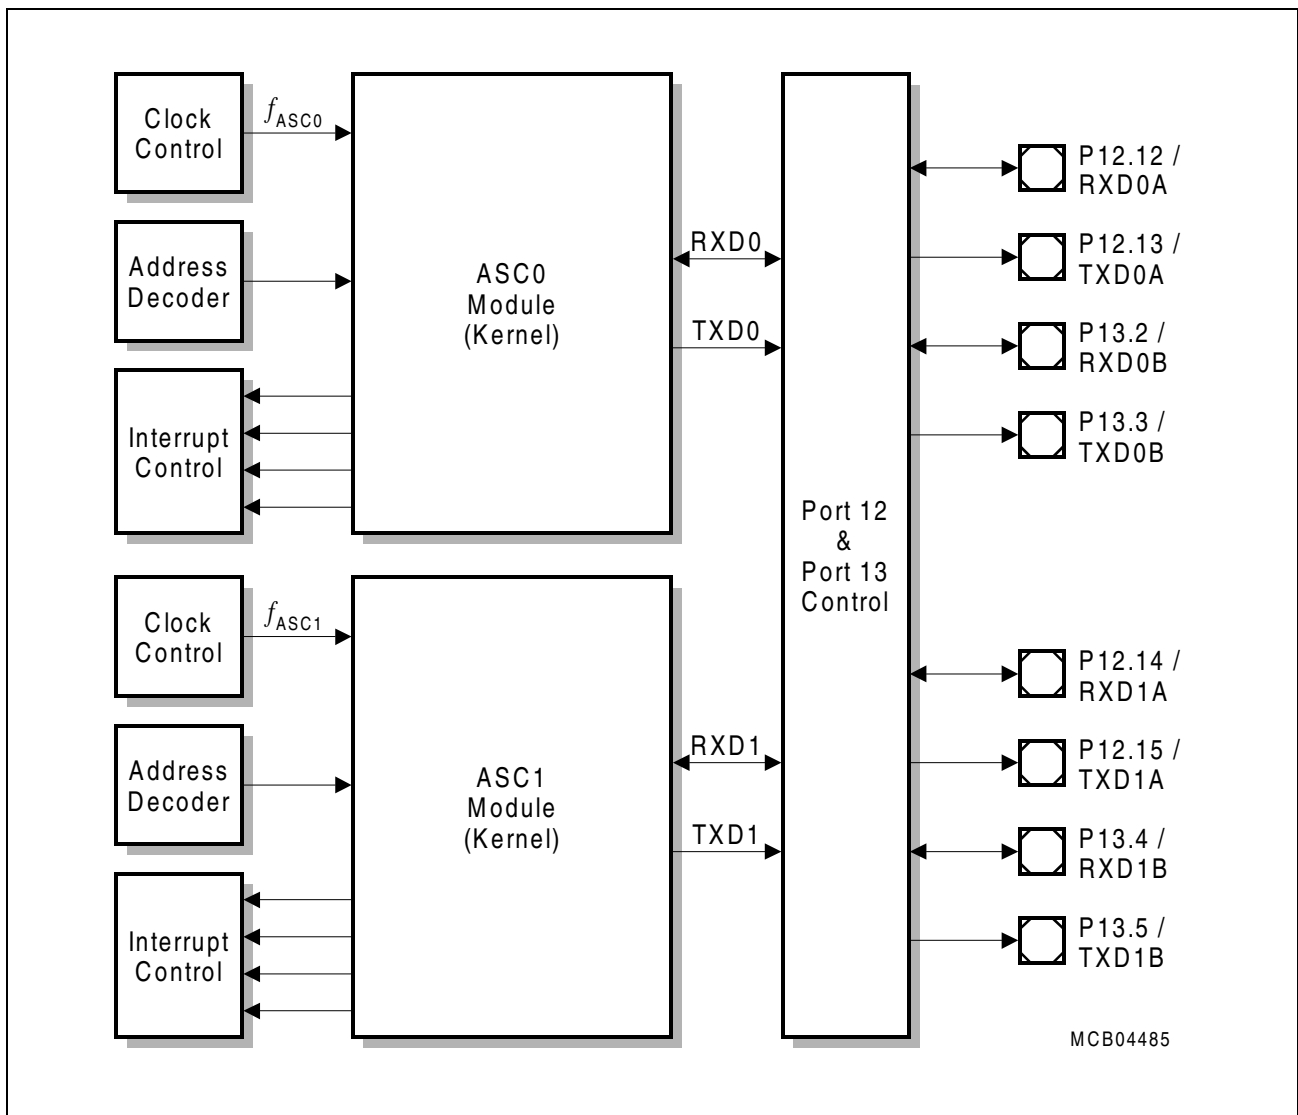 Clock
Control
fASC0
Address
Decoder
Interrupt
Control
ASC0
Module
(Kernel)
RXD0
TXD0
Clock
Control
fASC1
Address
Decoder
Interrupt
Control
ASC1
Module
(Kernel)
RXD1
TXD1
Port 12
&
Port 13
Control
P12.12 /
RXD0A
P12.13 /
TXD0A
P13.2 /
RXD0B
P13.3 /
TXD0B
P12.14 /
RXD1A
P12.15 /
TXD1A
P13.4 /
RXD1B
P13.5 /
TXD1B
MCB04485